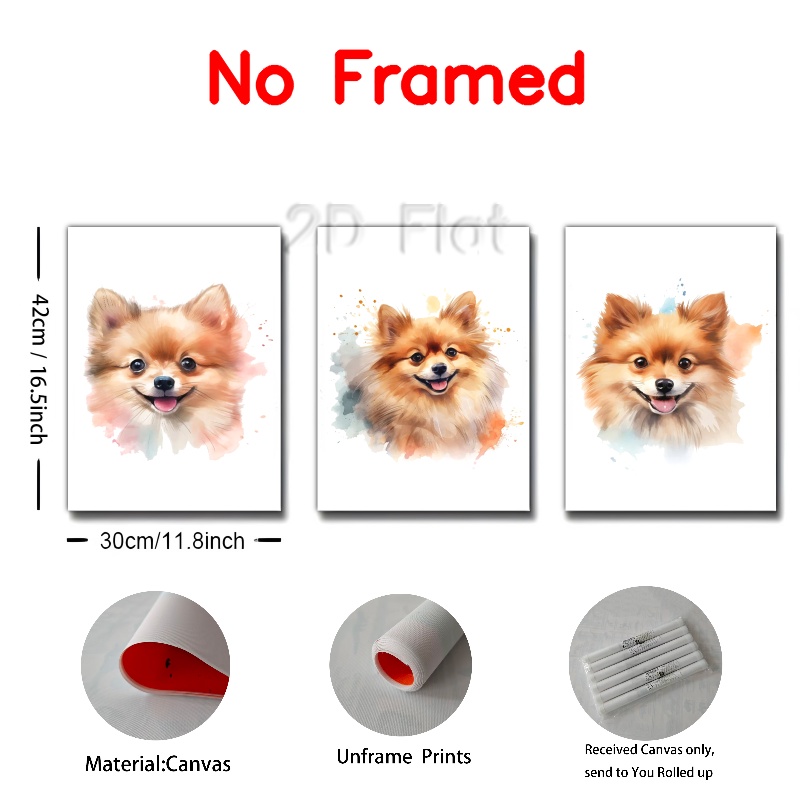 No Framed
2D Flat
42cm / 16.5inch
30cm/11.8inch
Material:Canvas
Unframe Prints
Received Canvas only,
send to You Rolled up